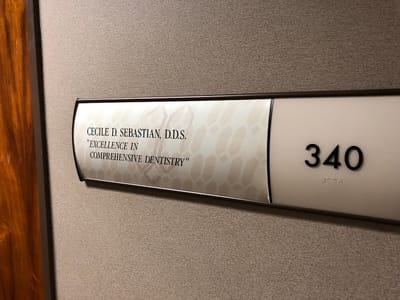 CECILE D. SEBASTIAN, D.D.S.
"EXCELLENCE IN
COMPREHENSIVE DENTISTRY"
340